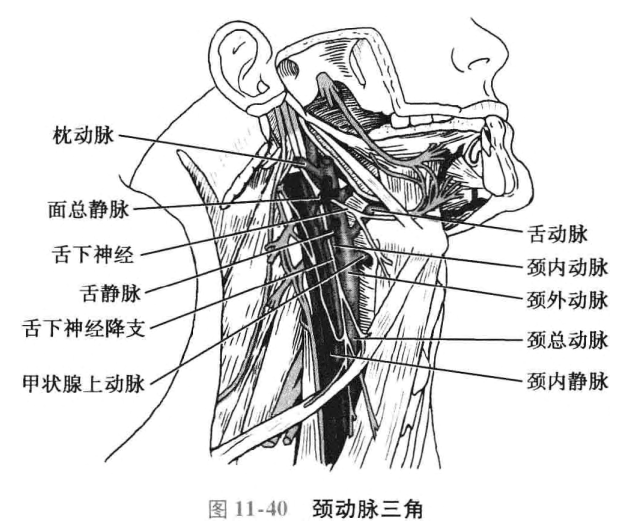 枕动脉
面总静脉
舌下神经
舌静脉
舌下神经降支
甲状腺上动脉
舌动脉
颈内动脉
颈外动脉
颈总动脉
颈内静脉
图 11-40 颈动脉三角